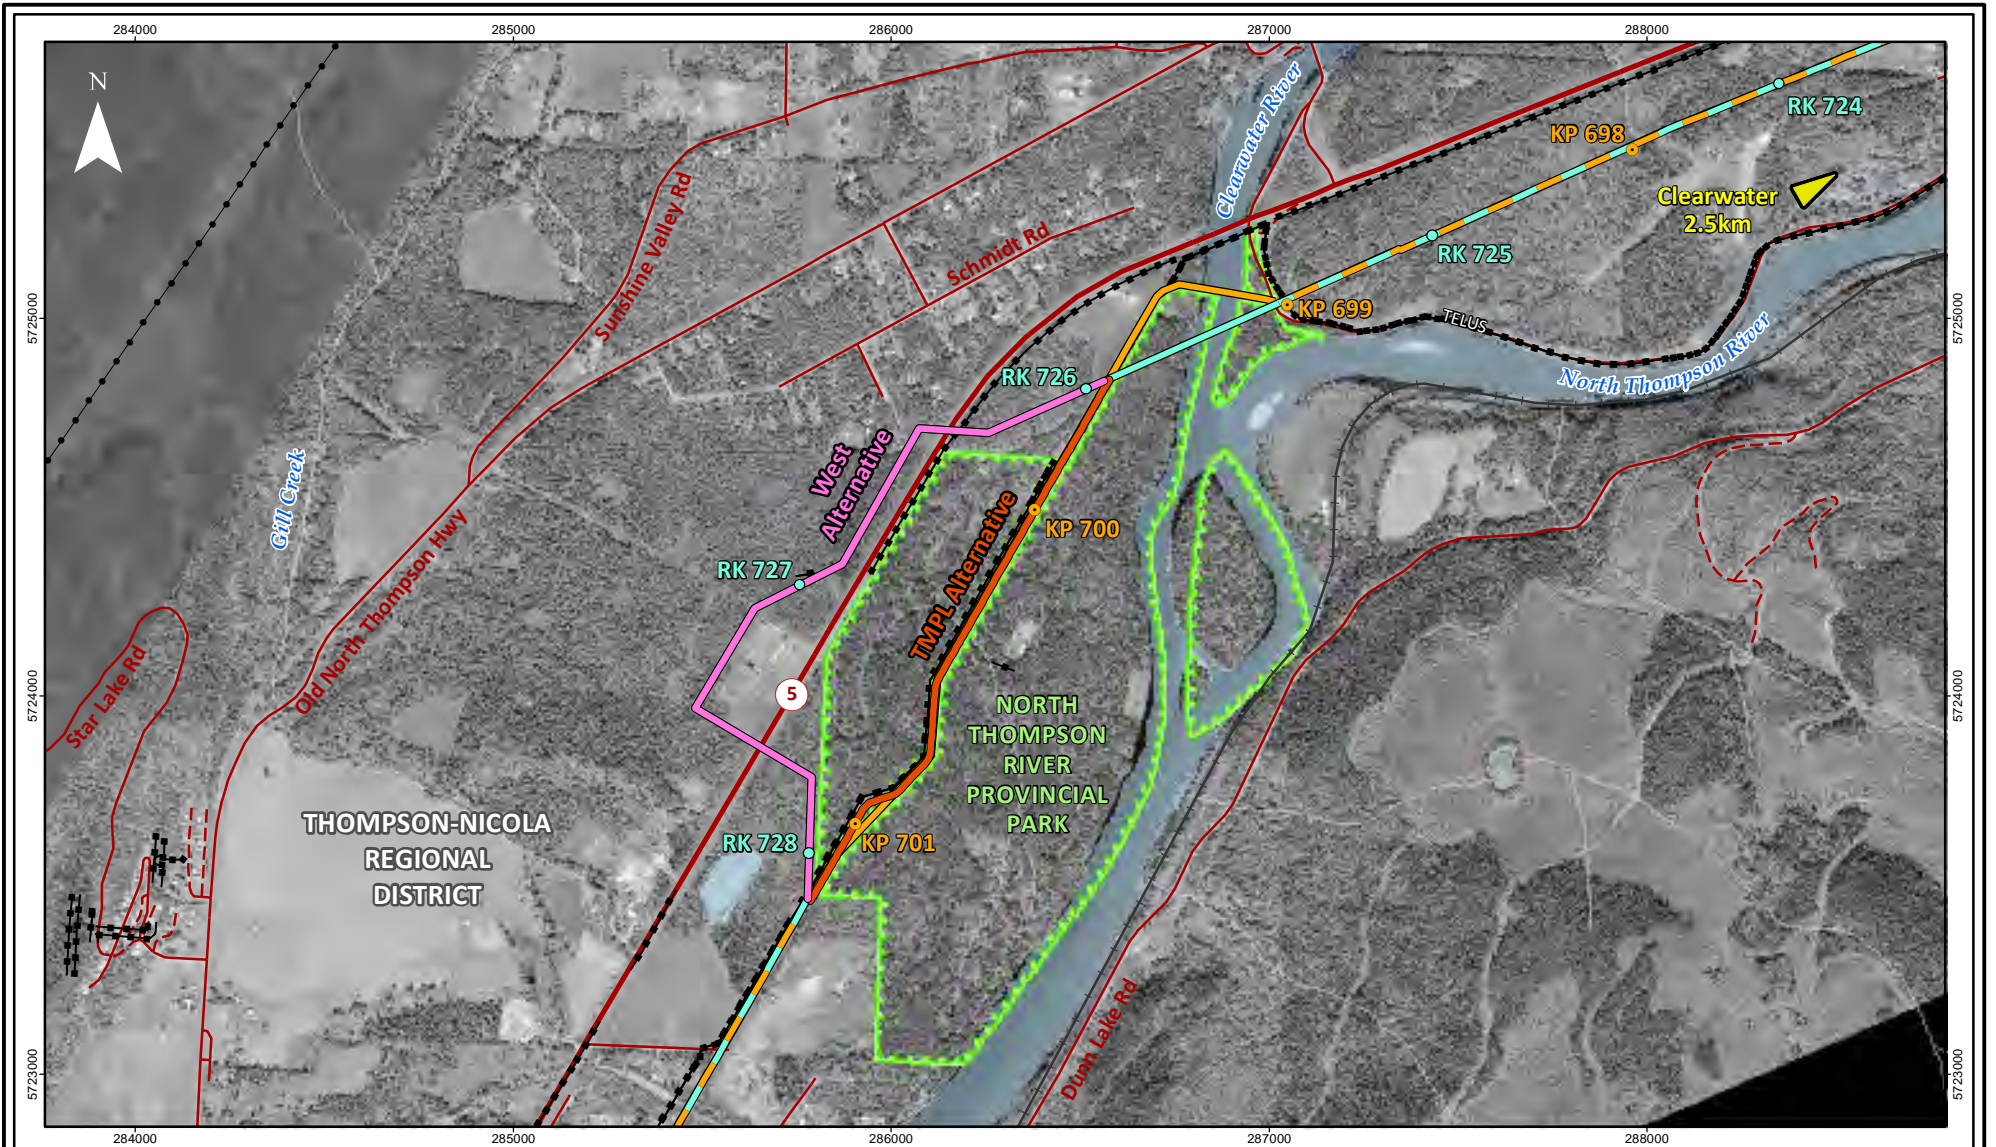 284000
285000
286000
287000
288000
N
Clearwater River
RK 724
KP 698
Clearwater
2.5km
Sunshine Valley Rd
Schmidt Rd
RK 725
5725000
KP 699
TELUS
5725000
North Thompson River
RK 726
West
Alternative
Gill Creek
TMPL Alternative
KP 700
Old North Thompson Hwy
RK 727
Star Lake Rd
5724000
5
NORTH
THOMPSON
RIVER
PROVINCIAL
PARK
5724000
THOMPSON-NICOLA
REGIONAL
DISTRICT
RK 728
KP 701
Dunn Lake Rd
5723000
5723000
284000
285000
286000
287000
288000